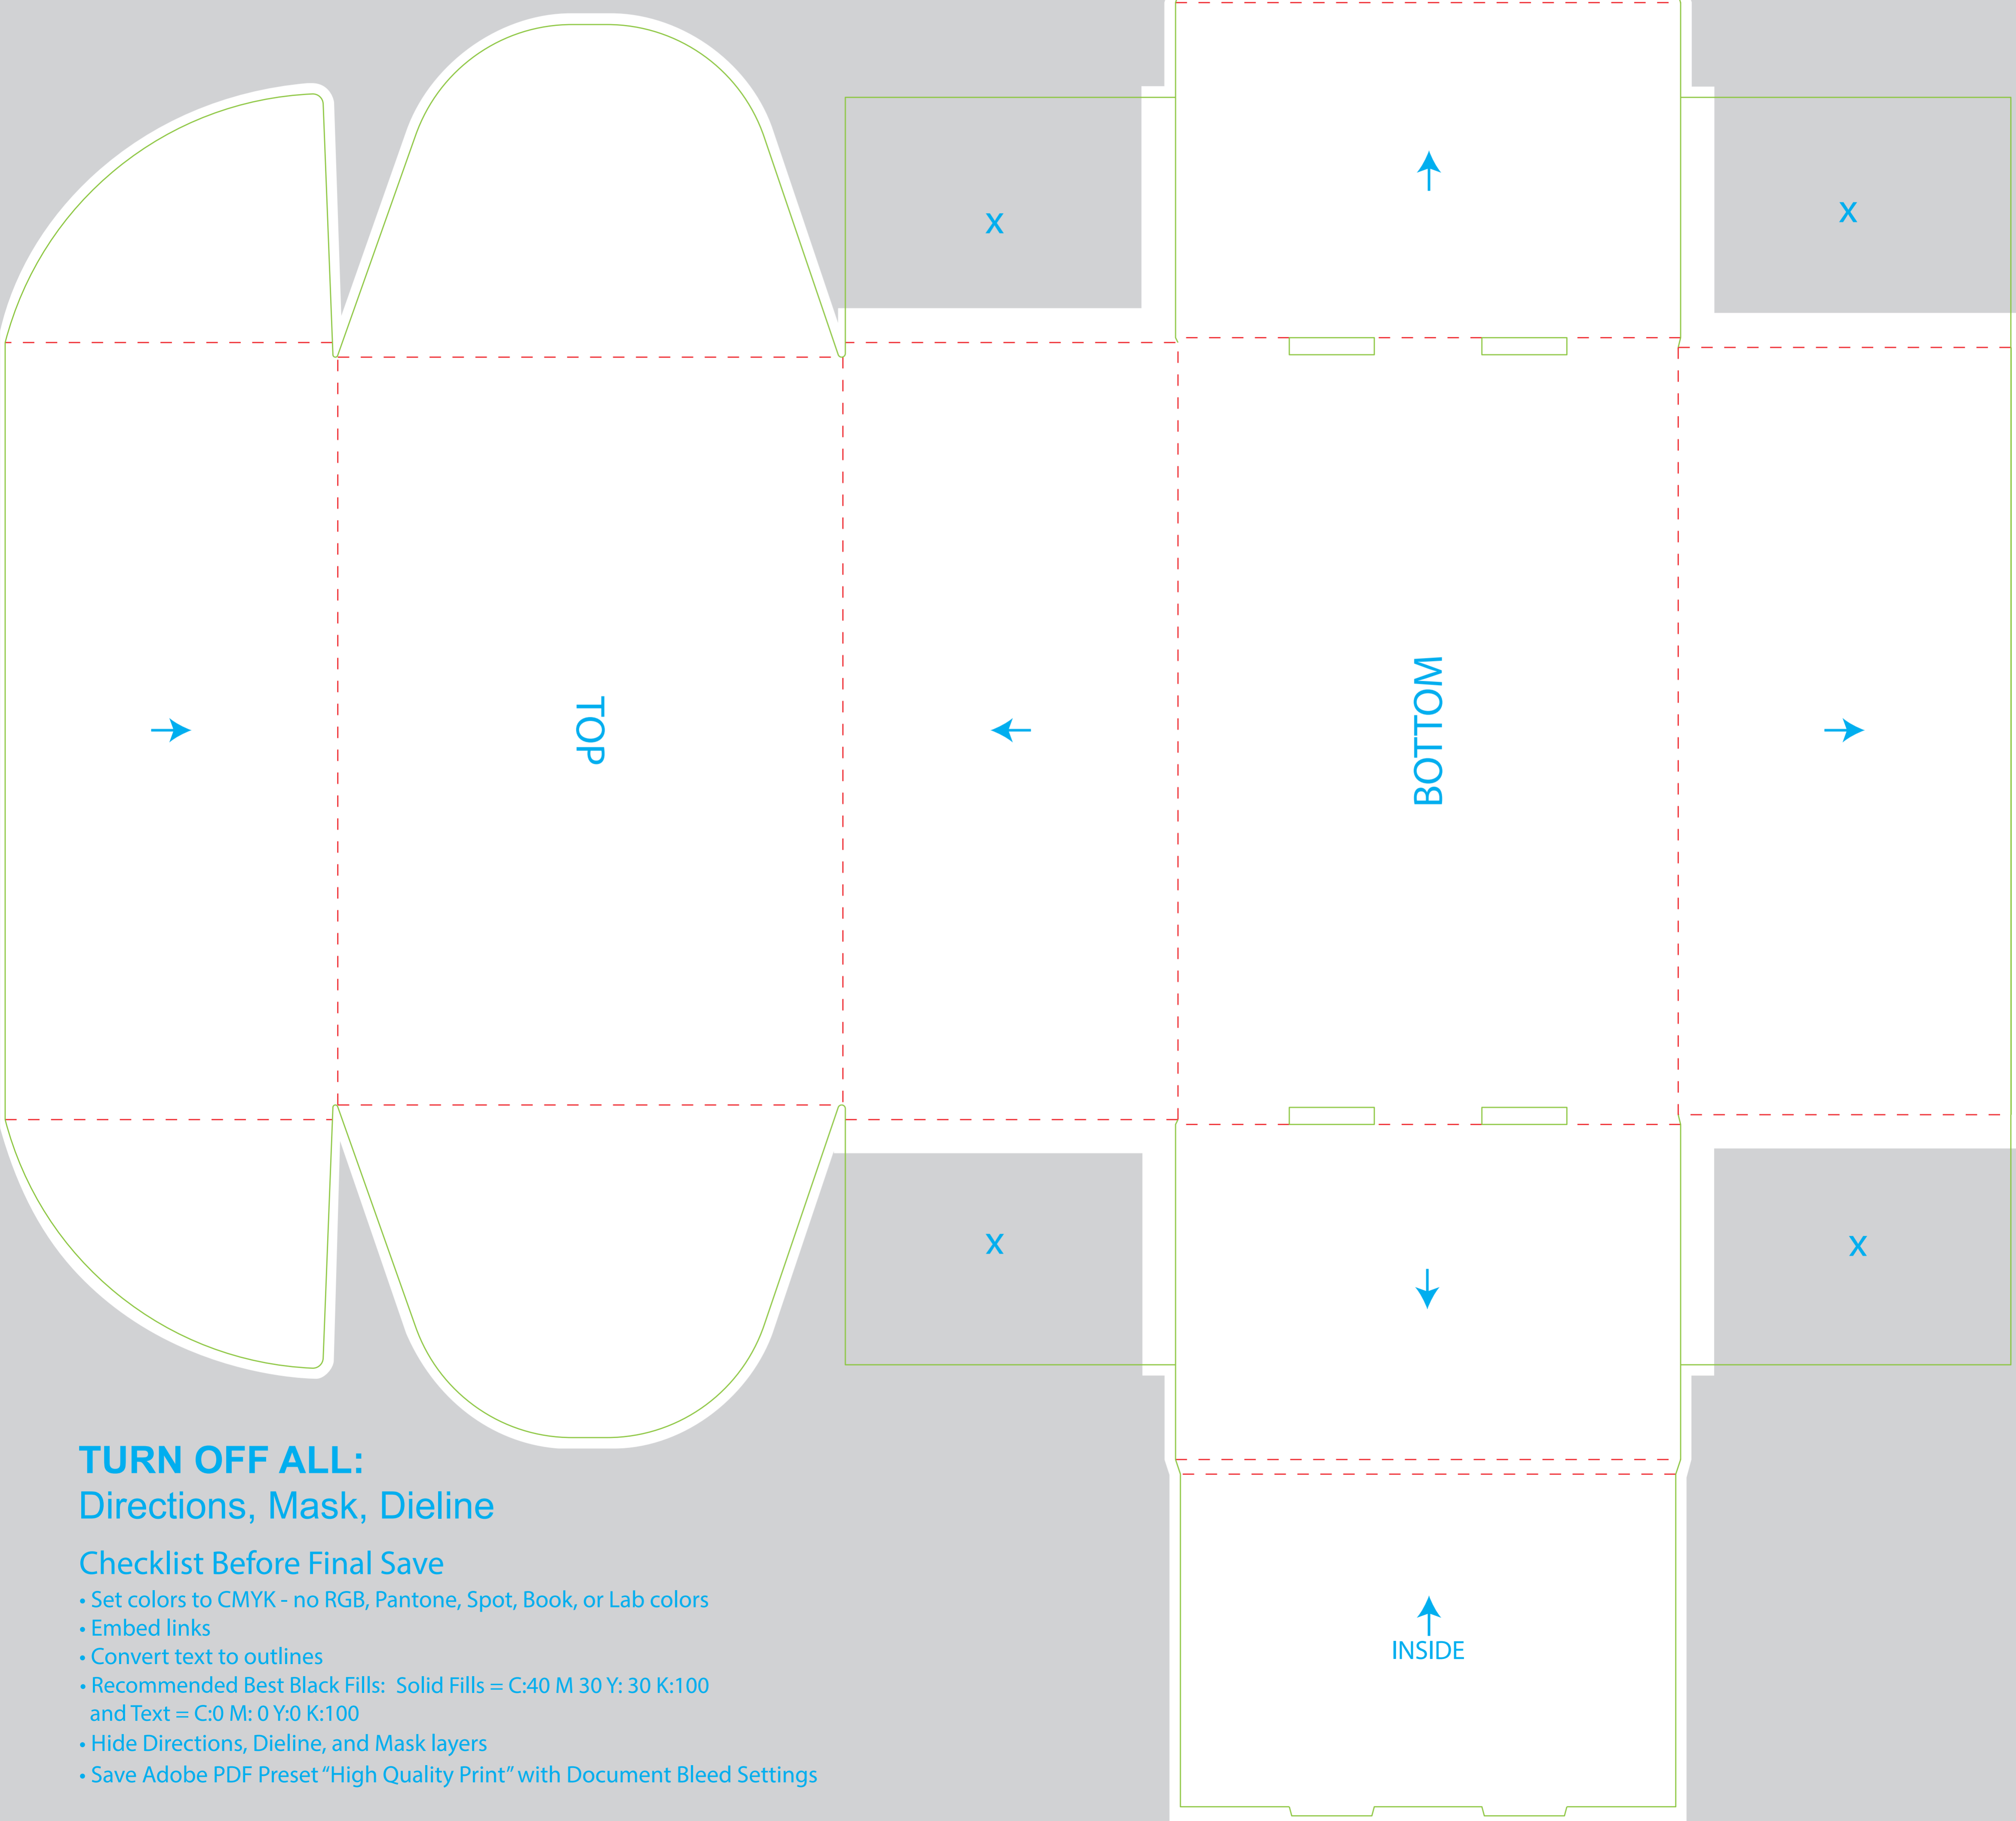 x
x
TOP
BOTTOM
x
x
TURN OFF ALL:
Directions, Mask, Dieline
Checklist Before Final Save
• Set colors to CMYK - no RGB, Pantone, Spot, Book, or Lab colors
• Embed links
• Convert text to outlines
• Recommended Best Black Fills:  Solid Fills = C:40 M 30 Y: 30 K:100
and Text = C:0 M: 0 Y:0 K:100
• Hide Directions, Dieline, and Mask layers
• Save Adobe PDF Preset “High Quality Print” with Document Bleed Settings
INSIDE